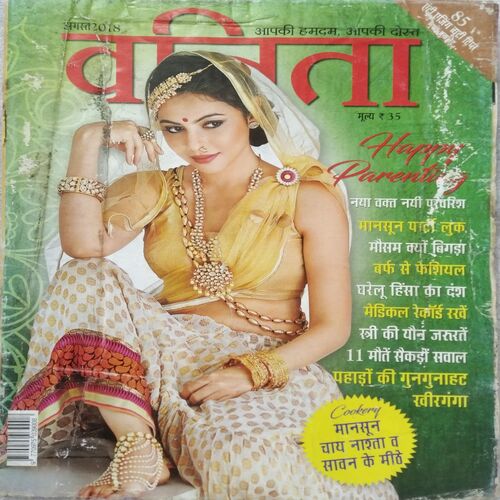 अगस्त 2018
आपकी हमदम, आपकी दोस्त
85
वनिता
मूल्य ₹ 35
Happy
Parenting
नया वक्त नयी परवरिश
मानसून पार्टी लुक
मौसम क्यों बिगड़ा
बर्फ से फेशियल
घरेलू हिंसा का दंश
मेडिकल रेकॉर्ड रखें
स्त्री की यौन जरूरतें
11 मौतें सैकड़ों सवाल
पहाड़ों की गुनगुनाहट
खीरगंगा
Cookery
मानसून
चाय नाश्ता व
सावन के मीठे